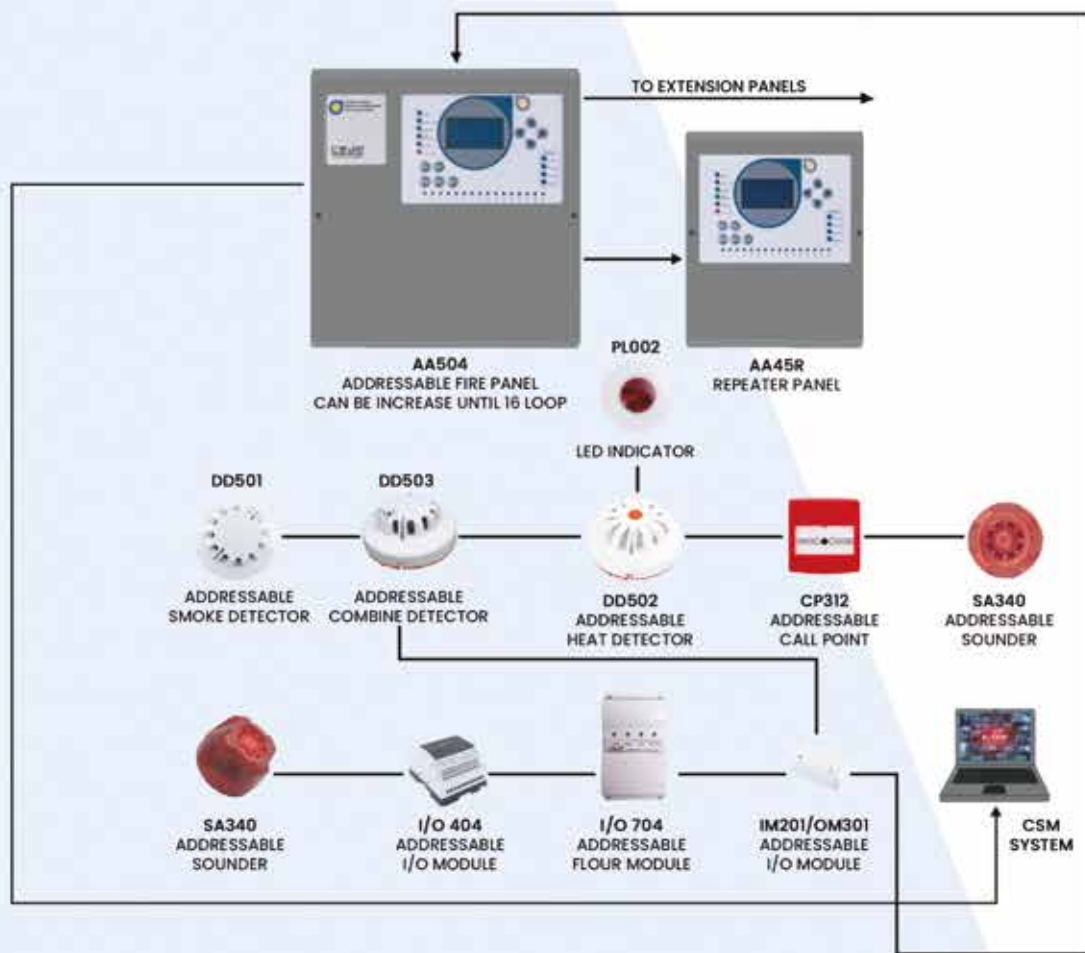 TO EXTENSION PANELS
AA504
ADDRESSABLE FIRE PANEL
CAN BE INCREASE UNTIL 16 LOOP
PL002
AA45R
REPEATER PANEL
LED INDICATOR
DD501
DD503
ADDRESSABLE
SMOKE DETECTOR
ADDRESSABLE
COMBINE DETECTOR
DD502
ADDRESSABLE
HEAT DETECTOR
CP312
ADDRESSABLE
CALL POINT
SA340
ADDRESSABLE
SOUNDER
SA340
ADDRESSABLE
SOUNDER
I/O 404
ADDRESSABLE
I/O MODULE
I/O 704
ADDRESSABLE
FLOUR MODULE
IM201/OM301
ADDRESSABLE
I/O MODULE
CSM
SYSTEM